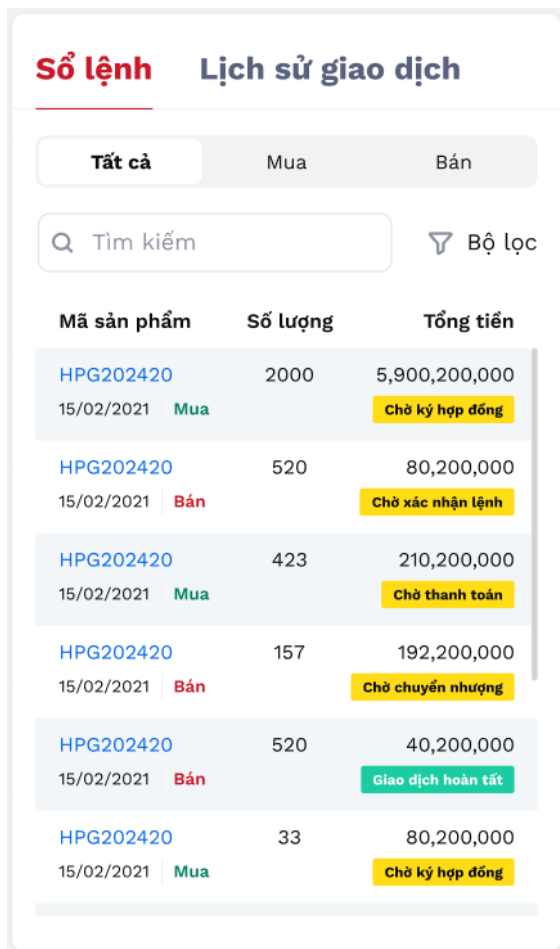 Sổ lệnh Lịch sử giao dịch
Tất cả Mua Bán
Tìm kiếm Bộ lọc
Mã sản phẩm Số lượng Tổng tiền
HPG202420 2000 5,900,200,000
15/02/2021 Mua Chờ ký hợp đồng
HPG202420 520 80,200,000
15/02/2021 Bán Chờ xác nhận lệnh
HPG202420 423 210,200,000
15/02/2021 Mua Chờ thanh toán
HPG202420 157 192,200,000
15/02/2021 Bán Chờ chuyển nhượng
HPG202420 520 40,200,000
15/02/2021 Bán Giao dịch hoàn tất
HPG202420 33 80,200,000
15/02/2021 Mua Chờ ký hợp đồng